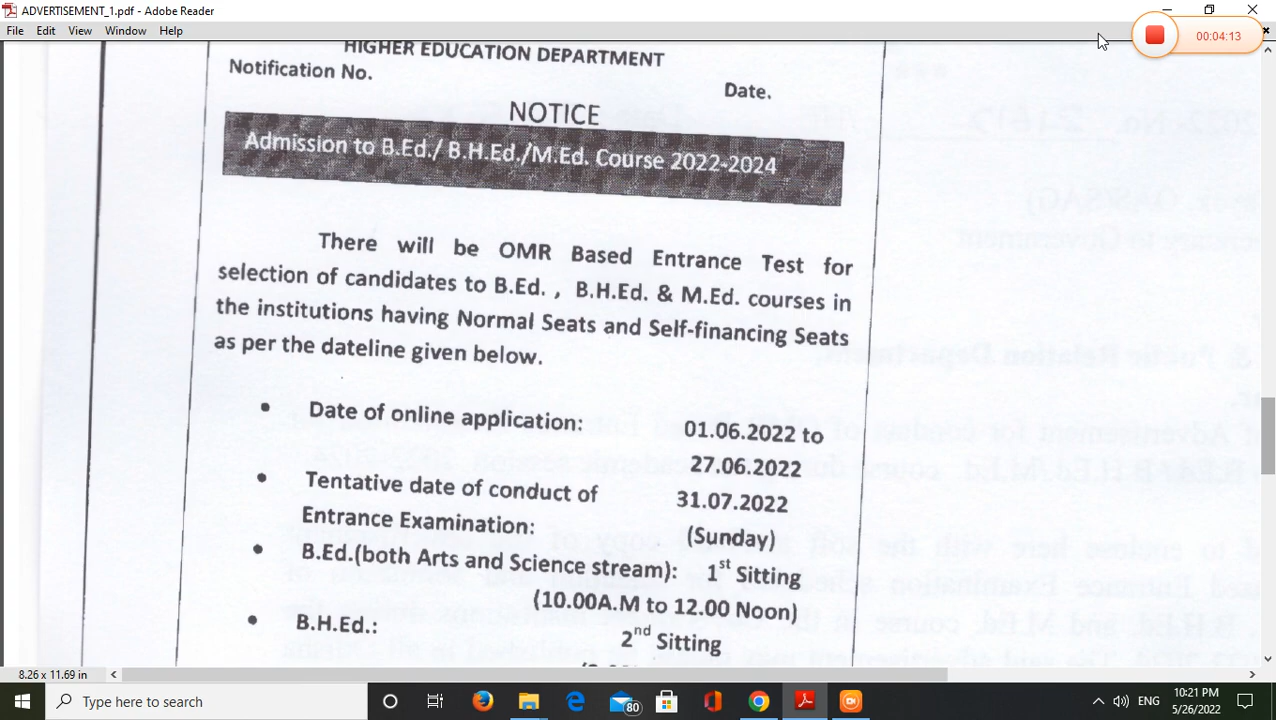 ADVERTISEMENT_1.pdf - Adobe Reader
File Edit View Window Help
00:04:13
HIGHER EDUCATION DEPARTMENT
Notification No.
Date.
NOTICE
Admission to B.Ed./ B.H.Ed./M.Ed. Course 2022-2024
There will be OMR Based Entrance Test for
selection of candidates to B.Ed. , B.H.Ed. & M.Ed. courses in
the institutions having Normal Seats and Self-financing Seats
as per the dateline given below.
• Date of online application: 01.06.2022 to
27.06.2022
• Tentative date of conduct of 31.07.2022
Entrance Examination: (Sunday)
• B.Ed.(both Arts and Science stream): 1st Sitting
(10.00A.M to 12.00 Noon)
• B.H.Ed.:
2nd Sitting
8.26 x 11.69 in
Type here to search
80
ENG
10:21 PM
5/26/2022